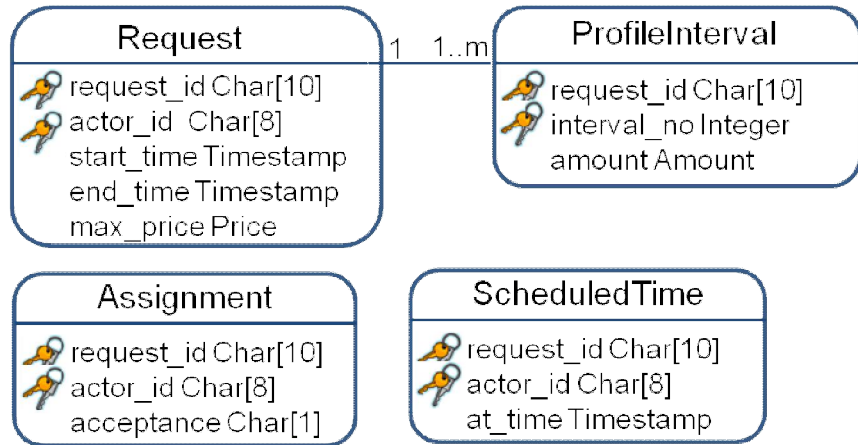 Request
request_id Char[10]
actor_id Char[8]
start_time Timestamp
end_time Timestamp
max_price Price
1 1..m
ProfileInterval
request_id Char[10]
interval_no Integer
amount Amount
Assignment
request_id Char[10]
actor_id Char[8]
acceptance Char[1]
ScheduledTime
request_id Char[10]
actor_id Char[8]
at_time Timestamp